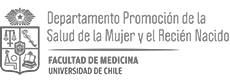 Departamento Promoción de la
Salud de la Mujer y el Recién Nacido
FACULTAD DE MEDICINA
UNIVERSIDAD DE CHILE